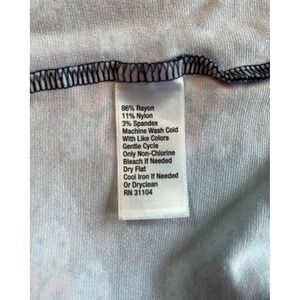 86% Rayon
11% Nylon
3% Spandex
Machine Wash Cold
With Like Colors
Gentle Cycle
Only Non-Chlorine
Bleach If Needed
Dry Flat
Cool Iron If Needed
Or Dryclean
RN 31104